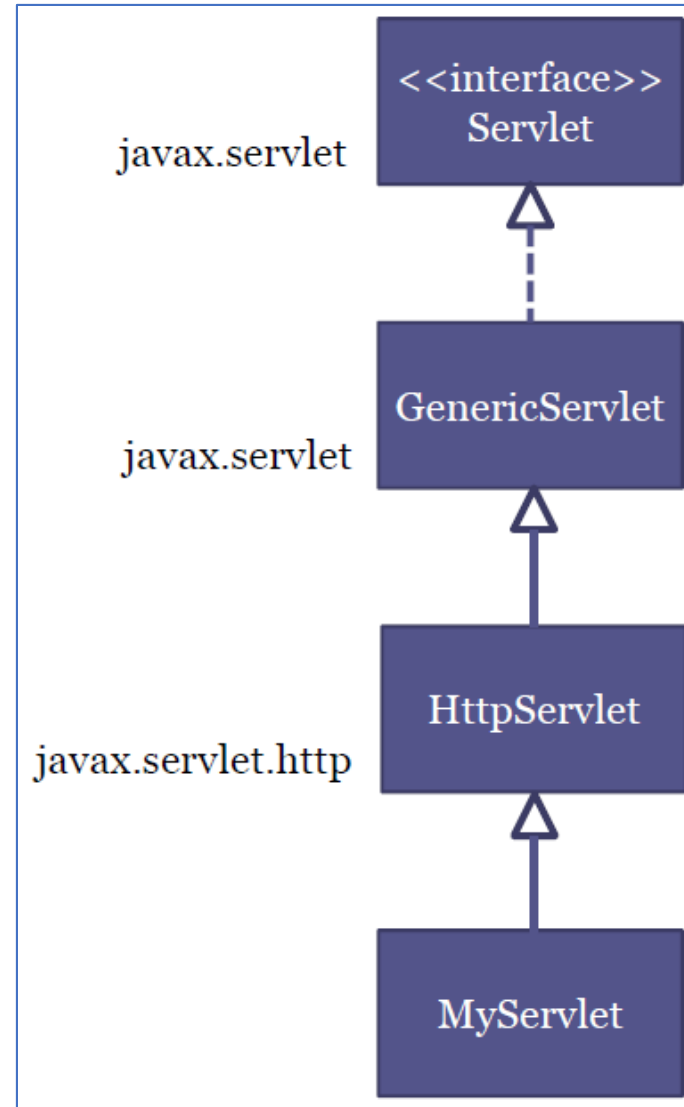 <<interface>>
Servlet
javax.servlet
GenericServlet
javax.servlet
HttpServlet
javax.servlet.http
MyServlet